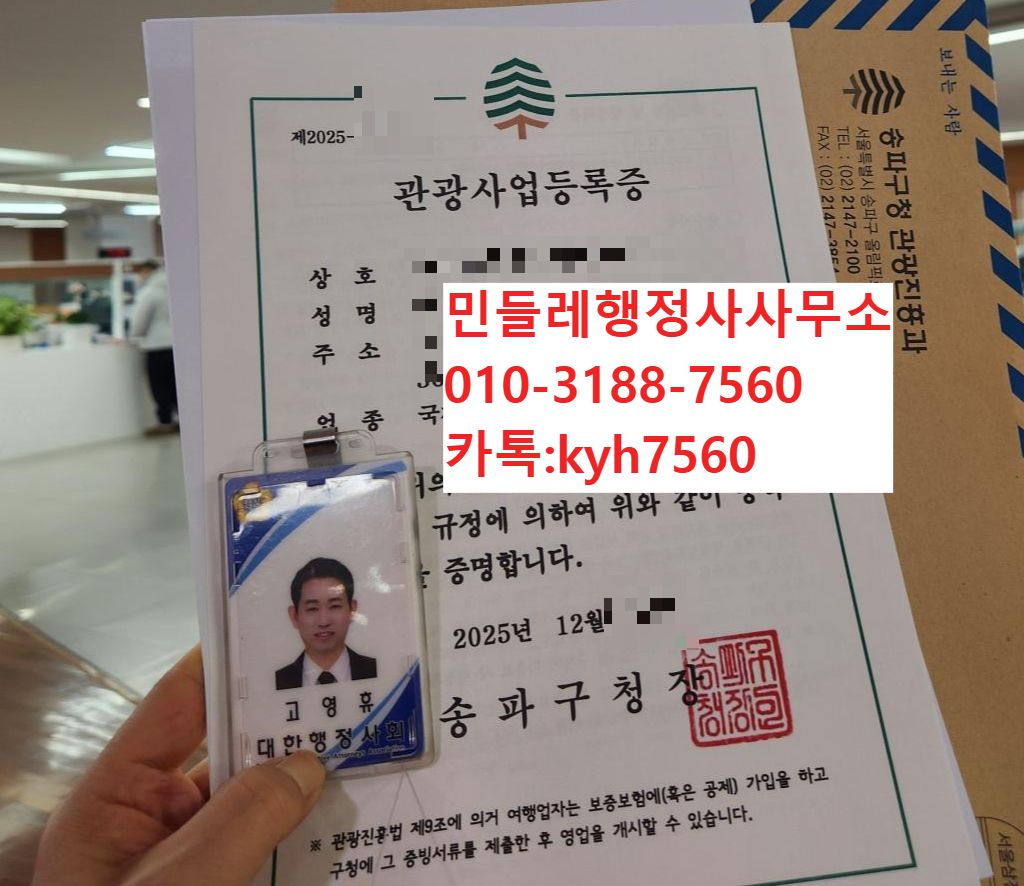 제2025-
관광사업등록증
상 호
성 명
주 소
업 종
민들레행정사사무소
010-3188-7560
카톡:kyh7560
규정에 의하여 위와 같이
증명합니다.
2025년 12월
송파구청장
※ 관광진흥법 제9조에 의거 여행업자는 보증보험에(혹은 공제) 가입을 하고
구청에 그 증빙서류를 제출한 후 영업을 개시할 수 있습니다.
고영휴
대한행정사회
보내는 사람
송파구청 관광진흥과
서울특별시 송파구 올림픽
TEL : (02) 2147-2100
FAX : (02) 2147-